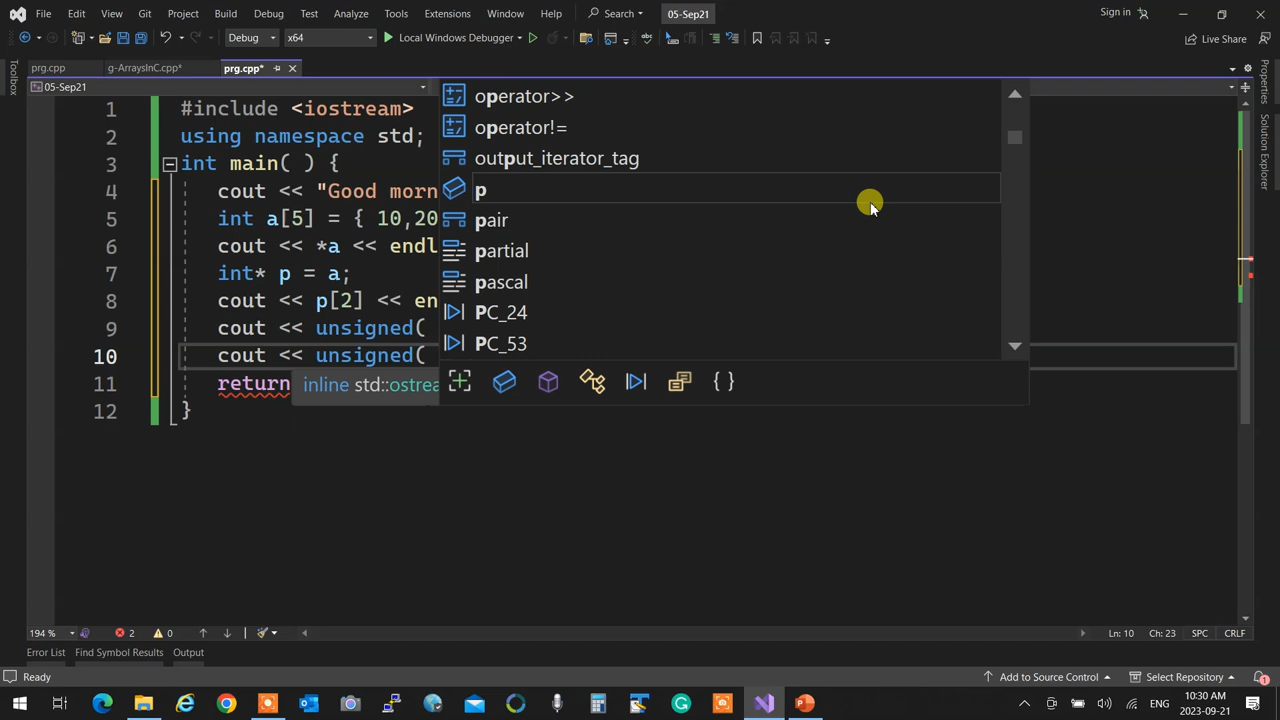 File Edit View Git Project Build Debug Test Analyze Tools Extensions Window Help Search 05-Sep21 Sign in
Debug x64 Local Windows Debugger Live Share
prg.cpp g-ArraysInC.cpp* prg.cpp*
Toolbox
05-Sep21
Properties
Solution Explorer
1 #include <iostream>
2 using namespace std;
3 int main( ) {
4 cout << "Good morn
5 int a[5] = { 10,20
6 cout << *a << endl
7 int* p = a;
8 cout << p[2] << en
9 cout << unsigned(
10 cout << unsigned(
11 return
12 }
operator>>
operator!=
output_iterator_tag
p
pair
partial
pascal
PC_24
PC_53
{ }
inline std::ostrea
194 % 2 0 Ln: 10 Ch: 23 SPC CRLF
Error List Find Symbol Results Output
Ready Add to Source Control Select Repository 1
ENG 10:30 AM
2023-09-21